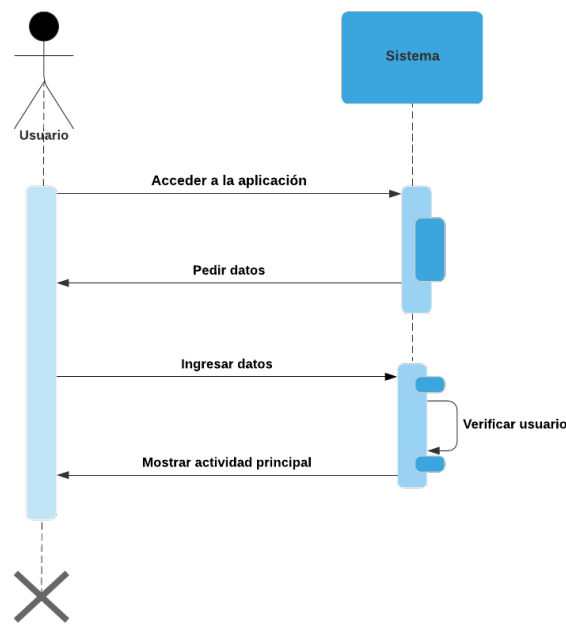 Sistema
Usuario
Acceder a la aplicación
Pedir datos
Ingresar datos
Verificar usuario
Mostrar actividad principal